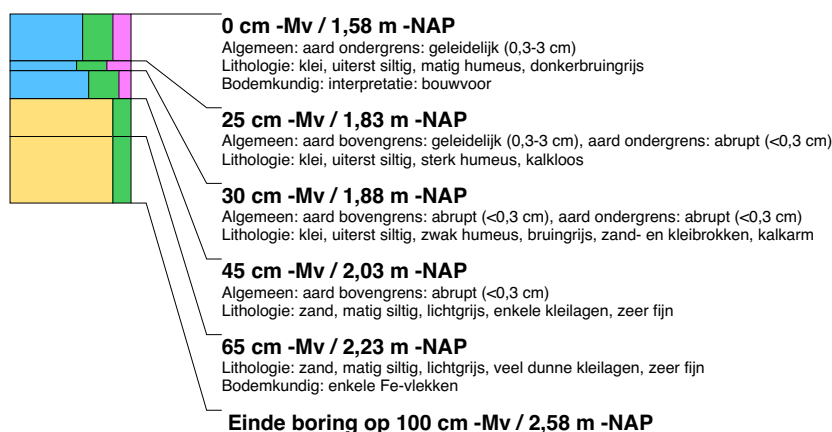 0 cm -Mv / 1,58 m -NAP
Algemeen: aard ondergrens: geleidelijk (0,3-3 cm)
Lithologie: klei, uiterst siltig, matig humeus, donkerbruingrijs
Bodemkundig: interpretatie: bouwvoor
25 cm -Mv / 1,83 m -NAP
Algemeen: aard bovengrens: geleidelijk (0,3-3 cm), aard ondergrens: abrupt (<0,3 cm)
Lithologie: klei, uiterst siltig, sterk humeus, kalkloos
30 cm -Mv / 1,88 m -NAP
Algemeen: aard bovengrens: abrupt (<0,3 cm), aard ondergrens: abrupt (<0,3 cm)
Lithologie: klei, uiterst siltig, zwak humeus, bruingrijs, zand- en kleibrokken, kalkarm
45 cm -Mv / 2,03 m -NAP
Algemeen: aard bovengrens: abrupt (<0,3 cm)
Lithologie: zand, matig siltig, lichtgrijs, enkele kleilagen, zeer fijn
65 cm -Mv / 2,23 m -NAP
Lithologie: zand, matig siltig, lichtgrijs, veel dunne kleilagen, zeer fijn
Bodemkundig: enkele Fe-vlekken
Einde boring op 100 cm -Mv / 2,58 m -NAP